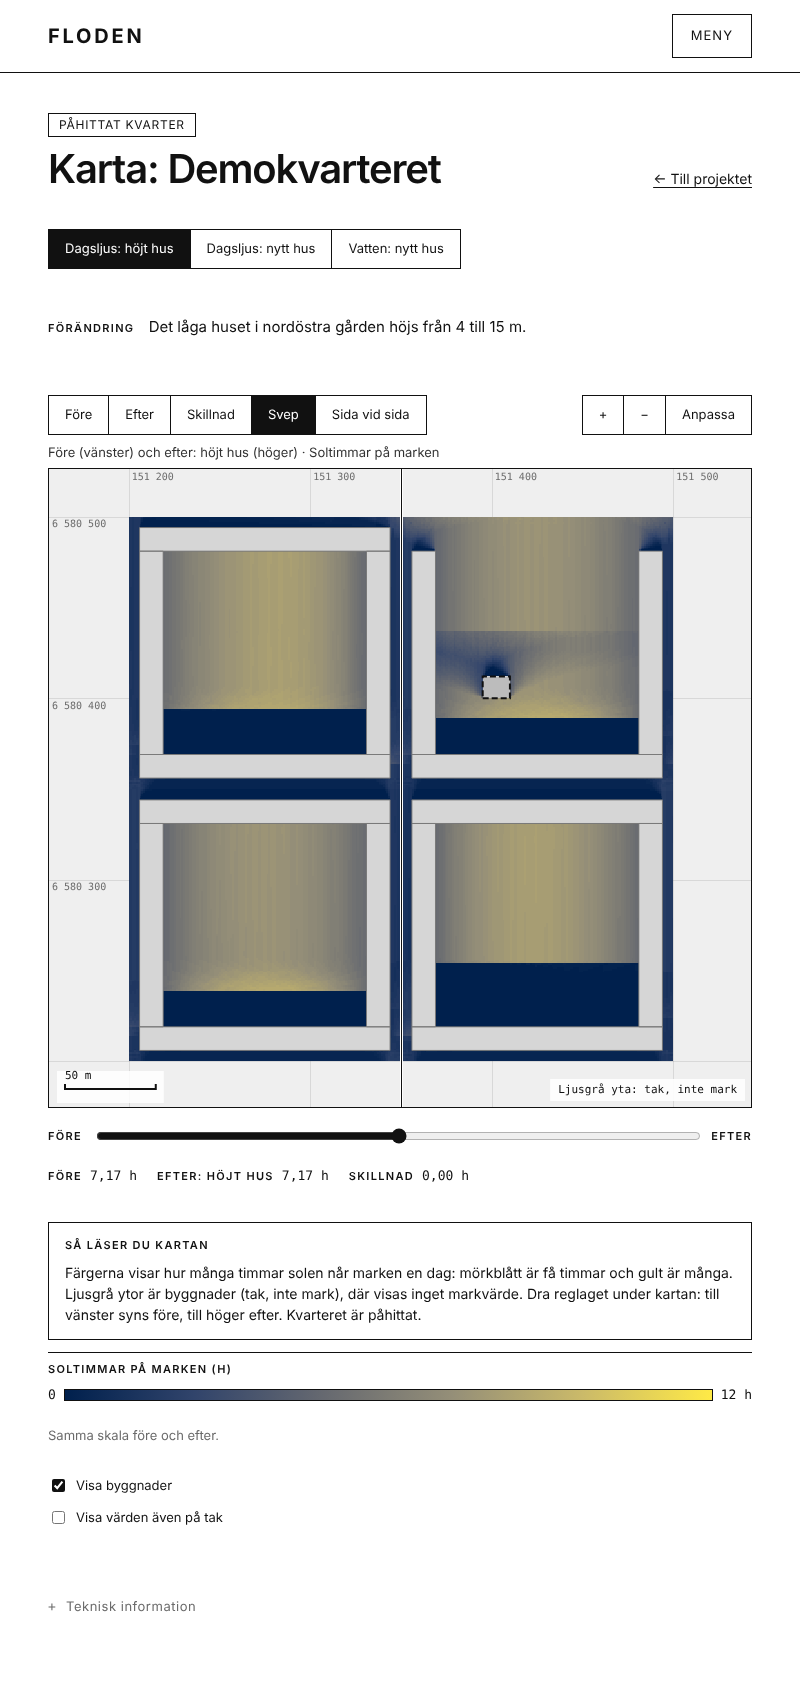 FLODEN
MENY
PÅHITTAT KVARTER
Karta: Demokvarteret
← Till projektet
Dagsljus: högt hus Dagsljus: nytt hus Vatten: nytt hus
FÖRÄNDRING Det låga huset i nordöstra gården höjs från 4 till 15 m.
Före Efter Skillnad Svep Sida vid sida + − Anpassa
Före (vänster) och efter: höjt hus (höger) · Soltimmar på marken
151 200 151 300 151 400 151 500
6 580 500
6 580 400
6 580 300
50 m
Ljusgrå yta: tak, inte mark
FÖRE EFTER
FÖRE 7,17 h EFTER: HÖJT HUS 7,17 h SKILLNAD 0,00 h
SÅ LÄSER DU KARTAN
Färgerna visar hur många timmar solen når marken en dag: mörkblått är få timmar och gult är många.
Ljusgrå ytor är byggnader (tak, inte mark), där visas inget markvärde. Dra reglaget under kartan: till
vänster syns före, till höger efter. Kvarteret är påhittat.
SOLTIMMAR PÅ MARKEN (H)
0 12 h
Samma skala före och efter.
Visa byggnader
Visa värden även på tak
+ Teknisk information